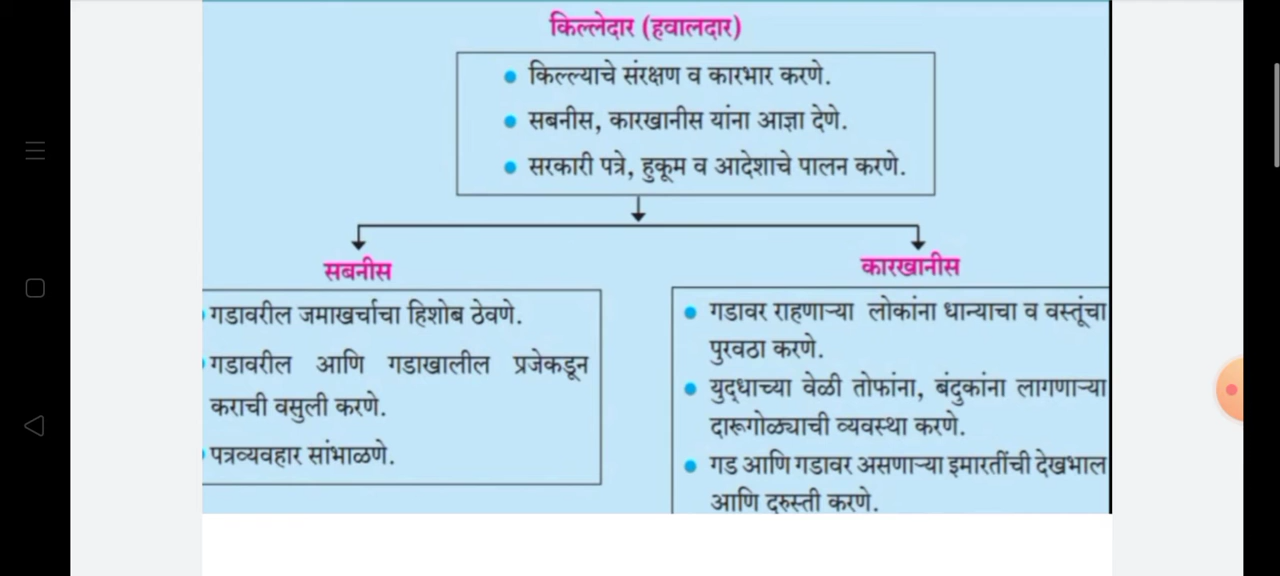 किल्लेदार (हवालदार)
• किल्ल्याचे संरक्षण व कारभार करणे.
• सबनीस, कारखानीस यांना आज्ञा देणे.
• सरकारी पत्रे, हुकूम व आदेशाचे पालन करणे.
सबनीस
• गडावरील जमाखर्चाचा हिशोब ठेवणे.
• गडावरील आणि गडाखालील प्रजेकडून
कराची वसुली करणे.
• पत्रव्यवहार सांभाळणे.
कारखानीस
• गडावर राहणाऱ्या लोकांना धान्याचा व वस्तूंचा
पुरवठा करणे.
• युद्धाच्या वेळी तोफांना, बंदुकांना लागणाऱ्या
दारूगोळ्याची व्यवस्था करणे.
• गड आणि गडावर असणाऱ्या इमारतींची देखभाल
आणि दुरुस्ती करणे.